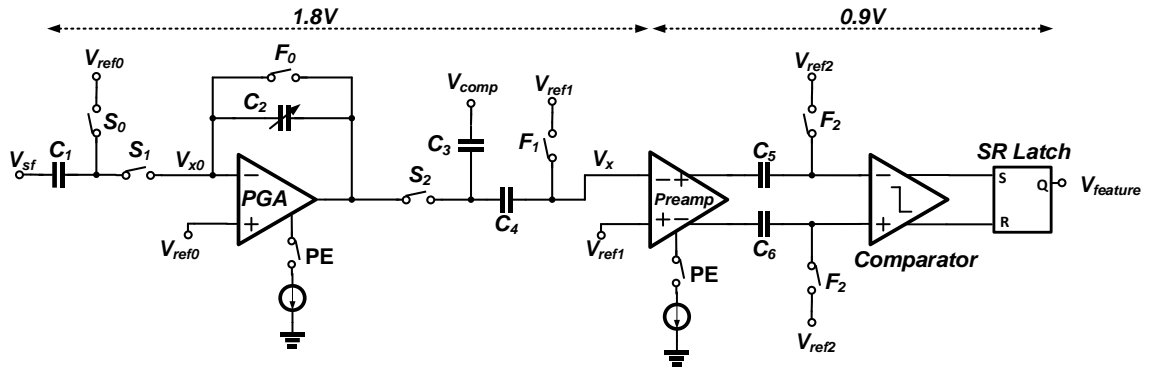 1.8V
0.9V
Vref0
F0
C2
S0
Vcomp
Vref1
Vref2
F1
F2
C3
C1
S1
Vsf
Vx0
PGA
Vref0
PE
S2
C4
Vx
Preamp
Vref1
PE
C5
C6
SR Latch
S
Q
R
Vfeature
Comparator
F2
Vref2